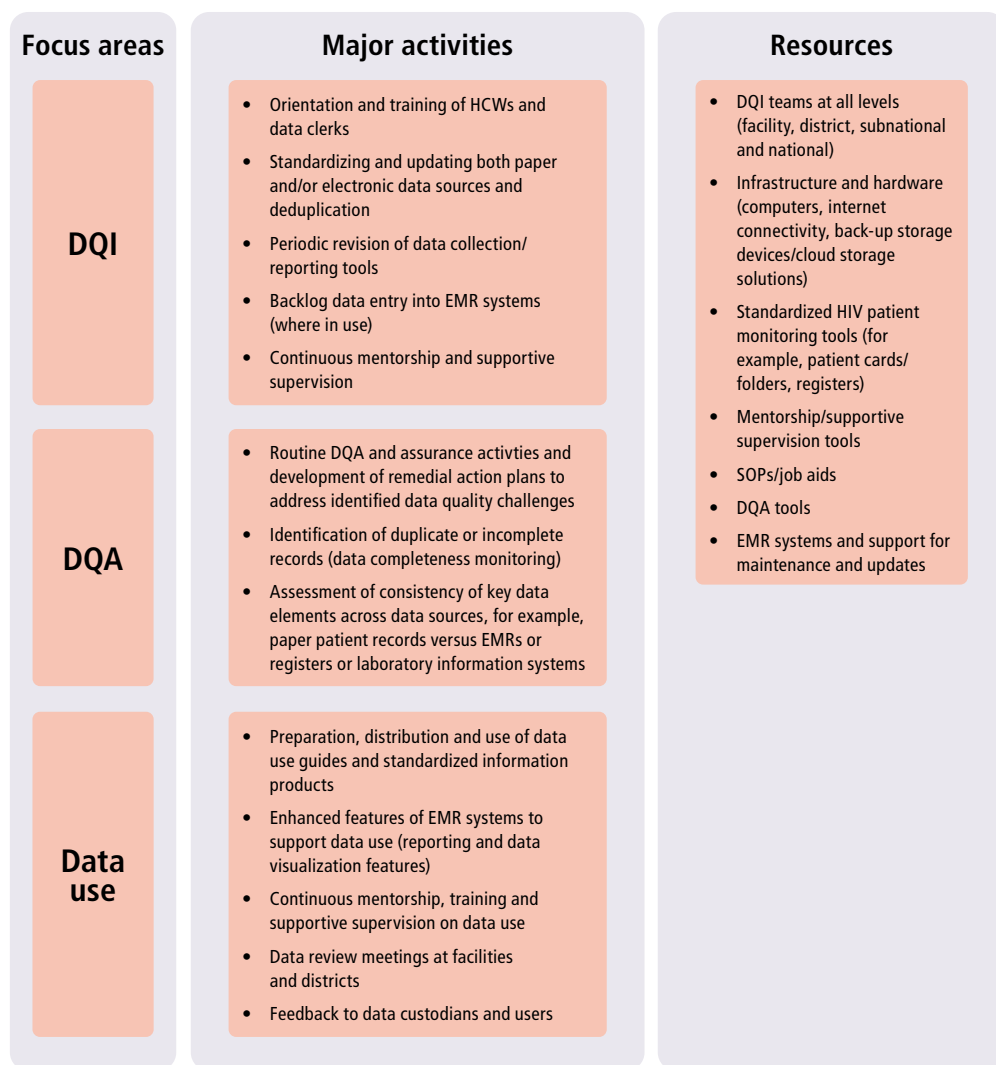 Focus areas
Major activities
Resources
DQI
• Orientation and training of HCWs and
data clerks
• Standardizing and updating both paper
and/or electronic data sources and
deduplication
• Periodic revision of data collection/
reporting tools
• Backlog data entry into EMR systems
(where in use)
• Continuous mentorship and supportive
supervision
DQA
• Routine DQA and assurance activties and
development of remedial action plans to
address identified data quality challenges
• Identification of duplicate or incomplete
records (data completeness monitoring)
• Assessment of consistency of key data
elements across data sources, for example,
paper patient records versus EMRs or
registers or laboratory information systems
Data
use
• Preparation, distribution and use of data
use guides and standardized information
products
• Enhanced features of EMR systems to
support data use (reporting and data
visualization features)
• Continuous mentorship, training and
supportive supervision on data use
• Data review meetings at facilities
and districts
• Feedback to data custodians and users
• DQI teams at all levels
(facility, district, subnational
and national)
• Infrastructure and hardware
(computers, internet
connectivity, back-up storage
devices/cloud storage
solutions)
• Standardized HIV patient
monitoring tools (for
example, patient cards/
folders, registers)
• Mentorship/supportive
supervision tools
• SOPs/job aids
• DQA tools
• EMR systems and support for
maintenance and updates